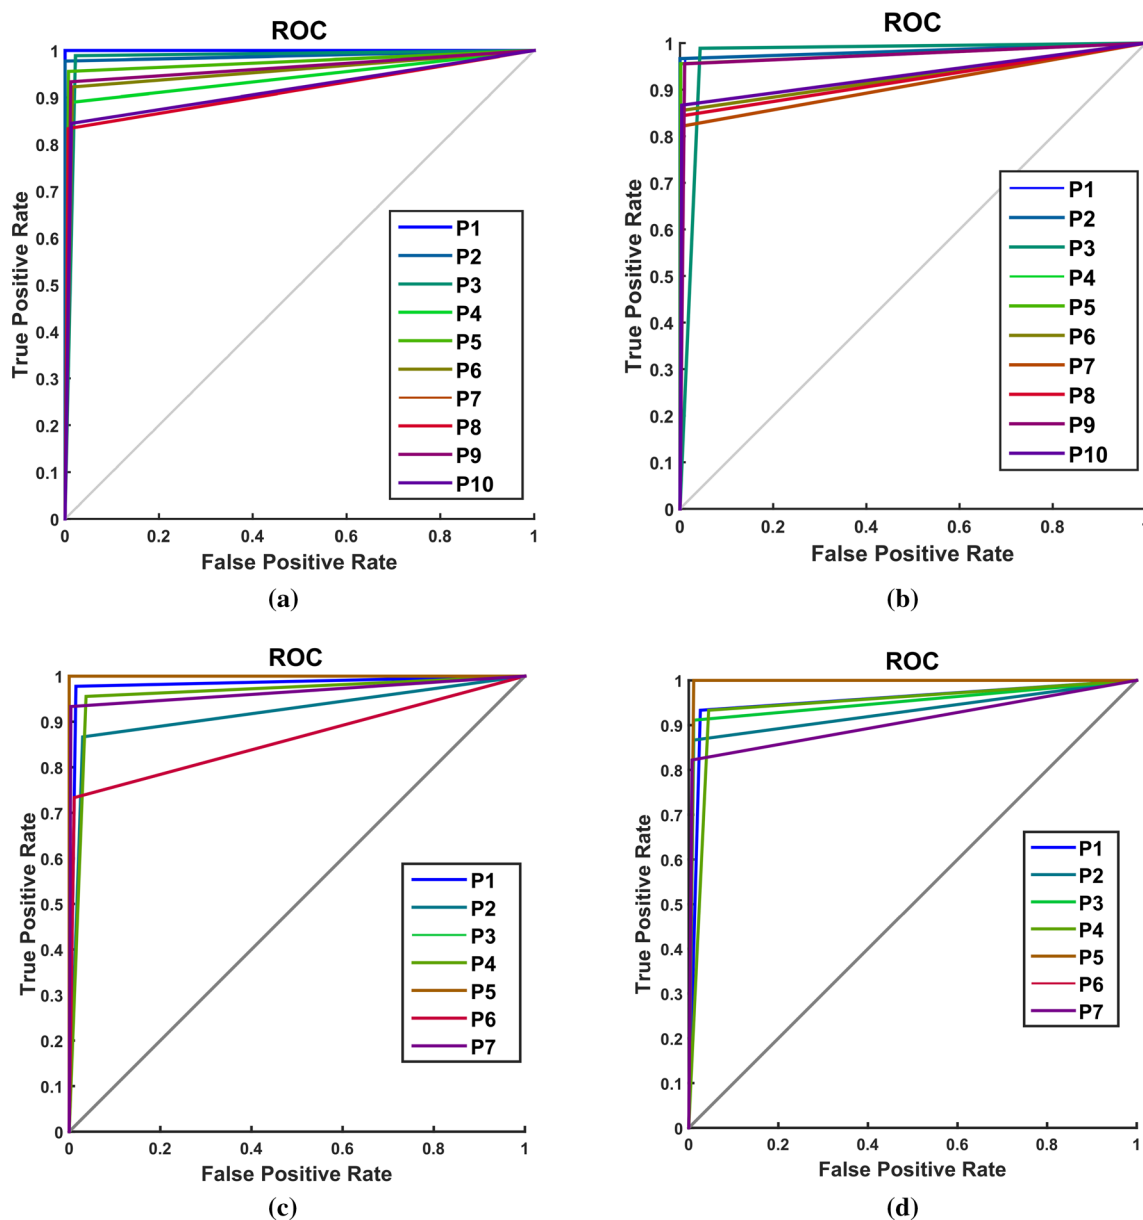 ROC
True Positive Rate
1
0.9
0.8
0.7
0.6
0.5
0.4
0.3
0.2
0.1
0
P1
P2
P3
P4
P5
P6
P7
P8
P9
P10
0 0.2 0.4 0.6 0.8 1
False Positive Rate
(a)
ROC
True Positive Rate
1
0.9
0.8
0.7
0.6
0.5
0.4
0.3
0.2
0.1
0
P1
P2
P3
P4
P5
P6
P7
P8
P9
P10
0 0.2 0.4 0.6 0.8 1
False Positive Rate
(b)
ROC
True Positive Rate
1
0.9
0.8
0.7
0.6
0.5
0.4
0.3
0.2
0.1
0
P1
P2
P3
P4
P5
P6
P7
0 0.2 0.4 0.6 0.8 1
False Positive Rate
(c)
ROC
True Positive Rate
1
0.9
0.8
0.7
0.6
0.5
0.4
0.3
0.2
0.1
0
P1
P2
P3
P4
P5
P6
P7
0 0.2 0.4 0.6 0.8 1
False Positive Rate
(d)